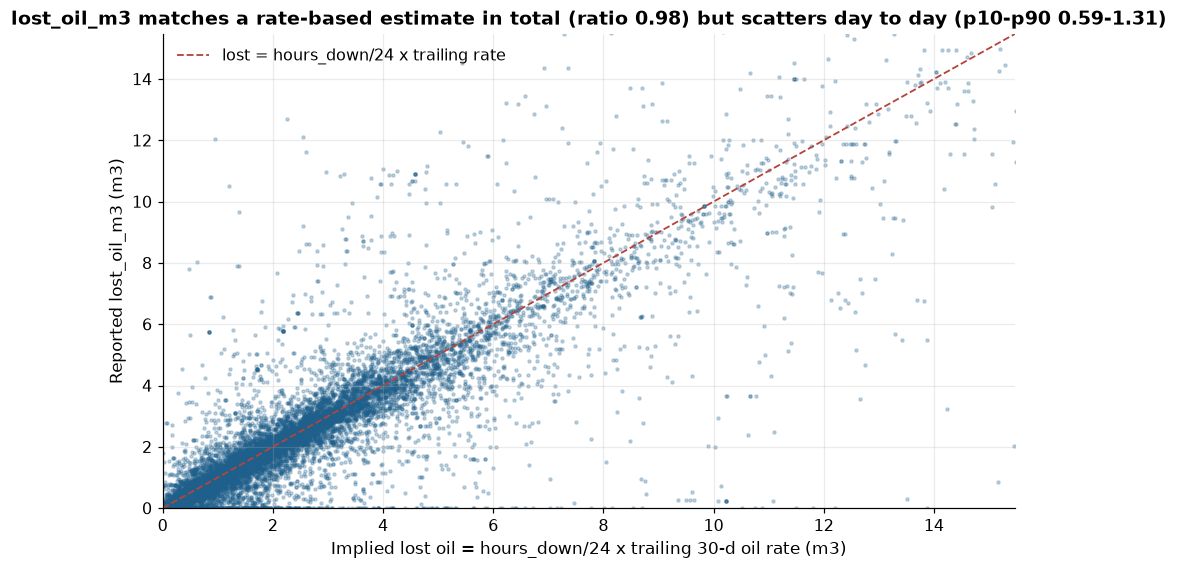 lost_oil_m3 matches a rate-based estimate in total (ratio 0.98) but scatters day to day (p10-p90 0.59-1.31)
lost = hours_down/24 x trailing rate
Reported lost_oil_m3 (m3)
14
12
10
8
6
4
2
0
0 2 4 6 8 10 12 14
Implied lost oil = hours_down/24 x trailing 30-d oil rate (m3)